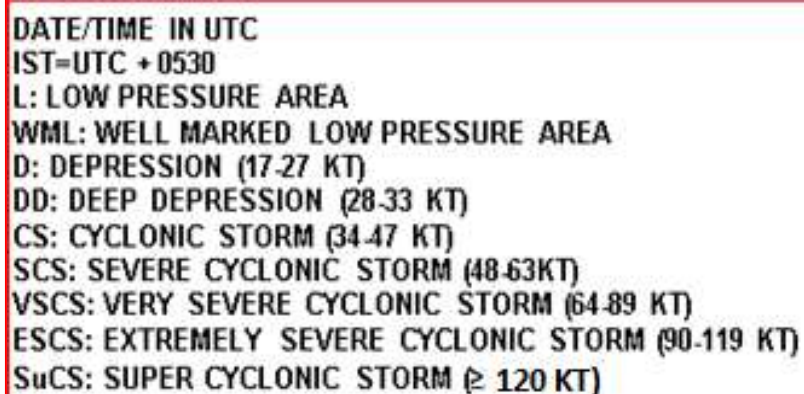 DATE/TIME IN UTC
IST=UTC + 0530
L: LOW PRESSURE AREA
WML: WELL MARKED LOW PRESSURE AREA
D: DEPRESSION (17-27 KT)
DD: DEEP DEPRESSION (28-33 KT)
CS: CYCLONIC STORM (34-47 KT)
SCS: SEVERE CYCLONIC STORM (48-63KT)
VSCS: VERY SEVERE CYCLONIC STORM (64-89 KT)
ESCS: EXTREMELY SEVERE CYCLONIC STORM (90-119 KT)
SuCS: SUPER CYCLONIC STORM (≥ 120 KT)